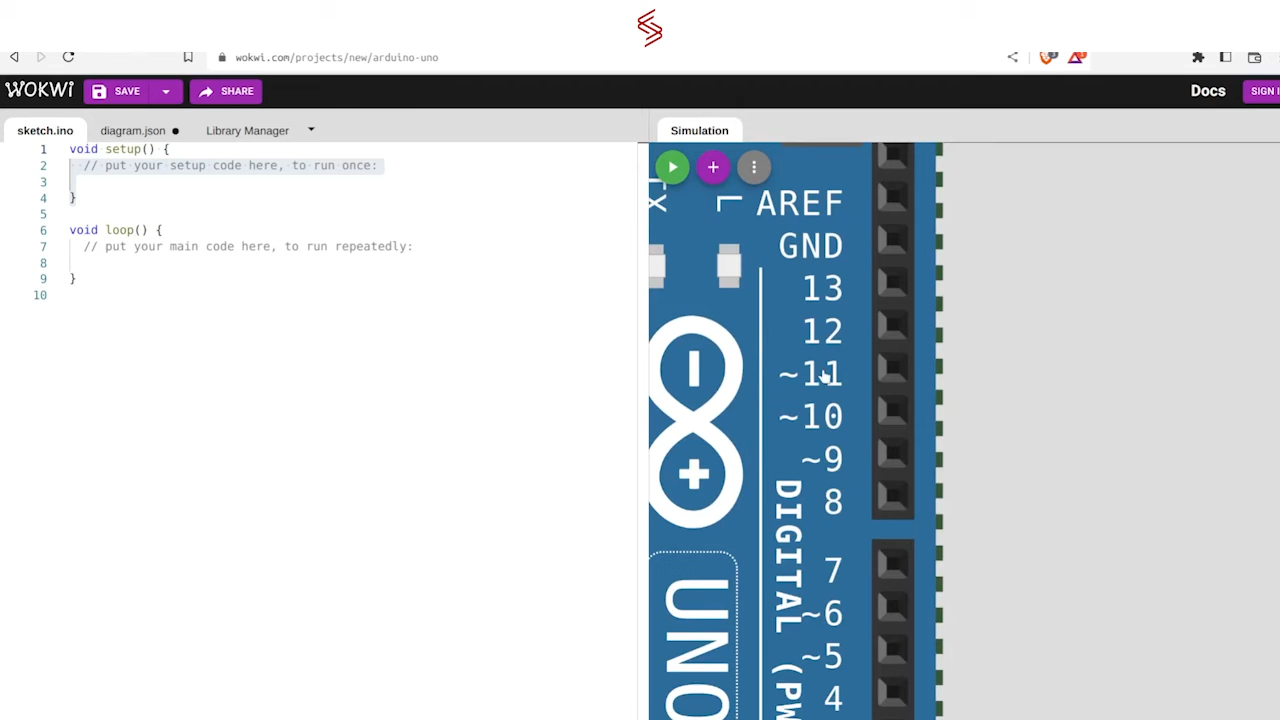 wokwi.com/projects/new/arduino-uno
WOKWI SAVE SHARE Docs SIGN
sketch.ino diagram.json Library Manager Simulation
1 void setup() {
2 // put your setup code here, to run once:
3
4 }
5
6 void loop() {
7 // put your main code here, to run repeatedly:
8
9 }
10
TX L AREF
GND
13
12
~11
~10
~9
8
7
~6
~5
4
DIGITAL (PW
UNO